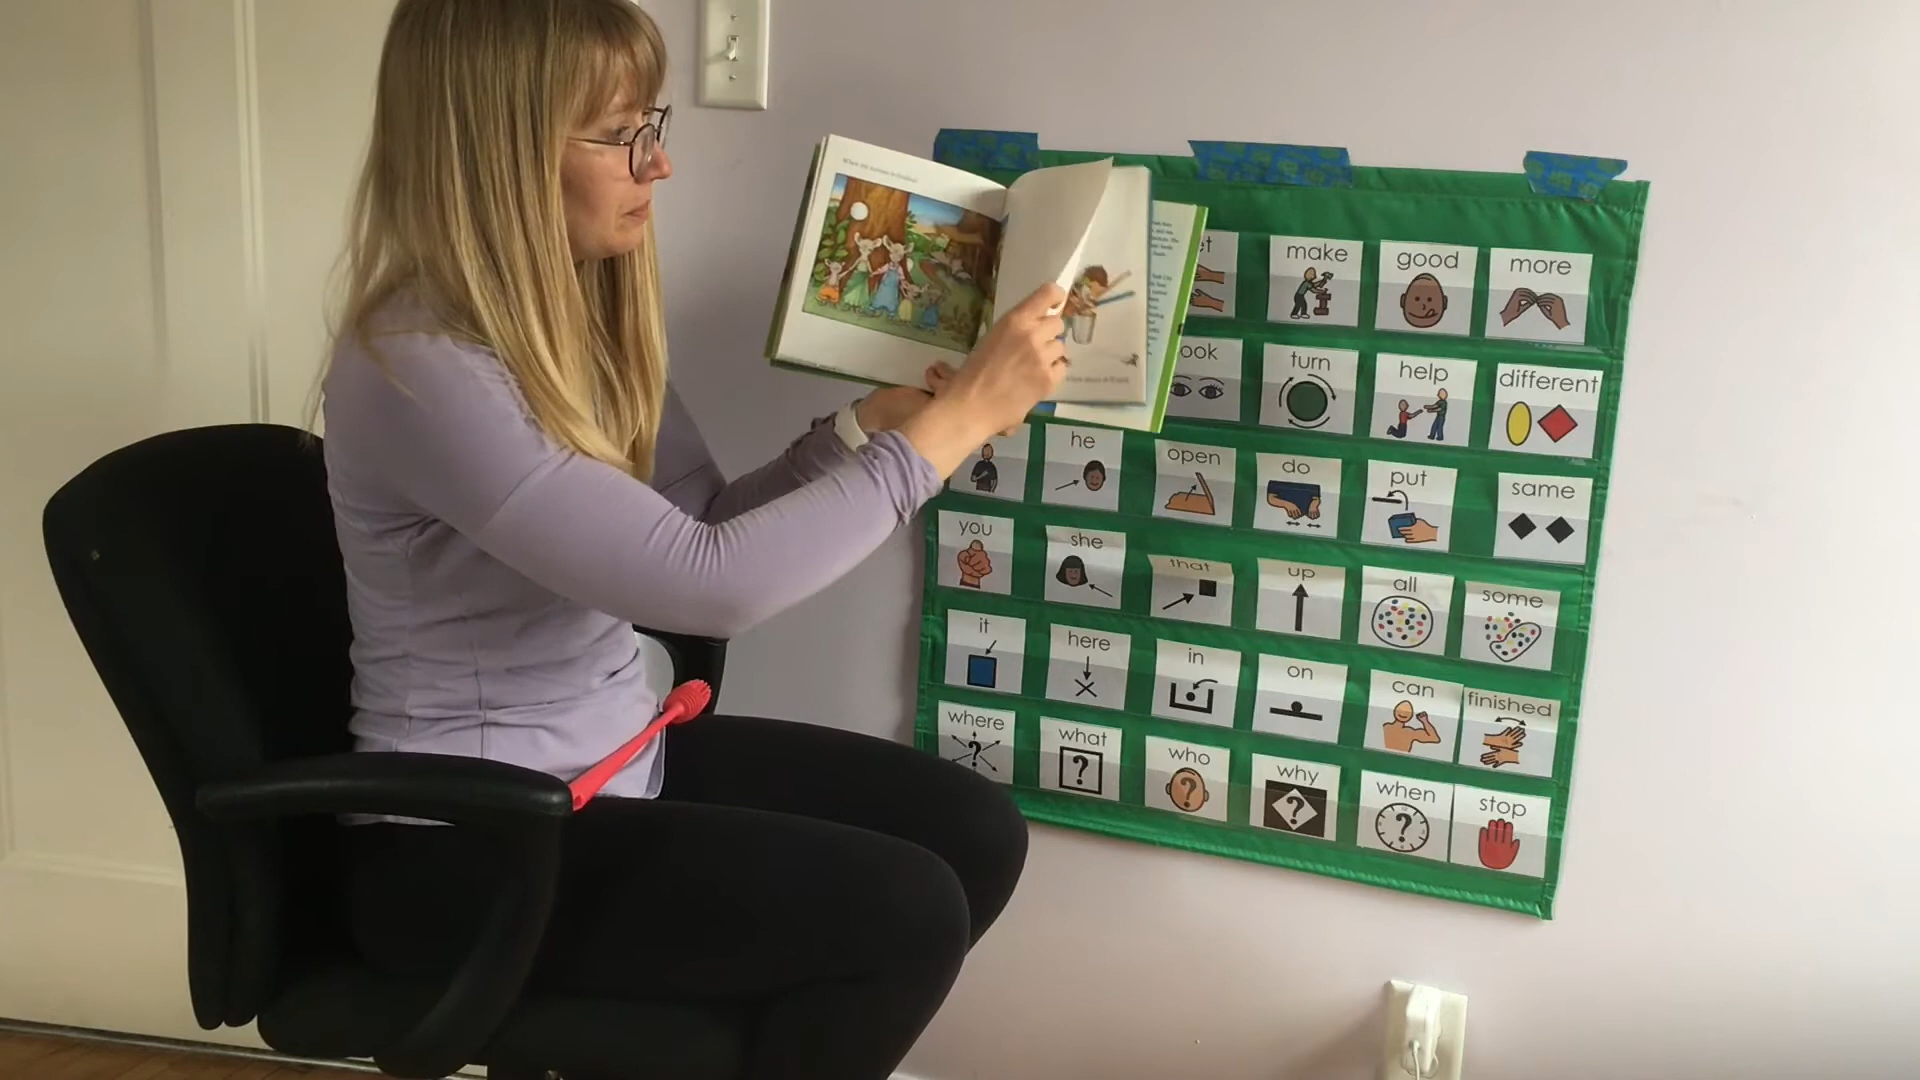 make good more
turn help different
he open do put same
you she that up all some
it here in on can finished
where what who why when stop